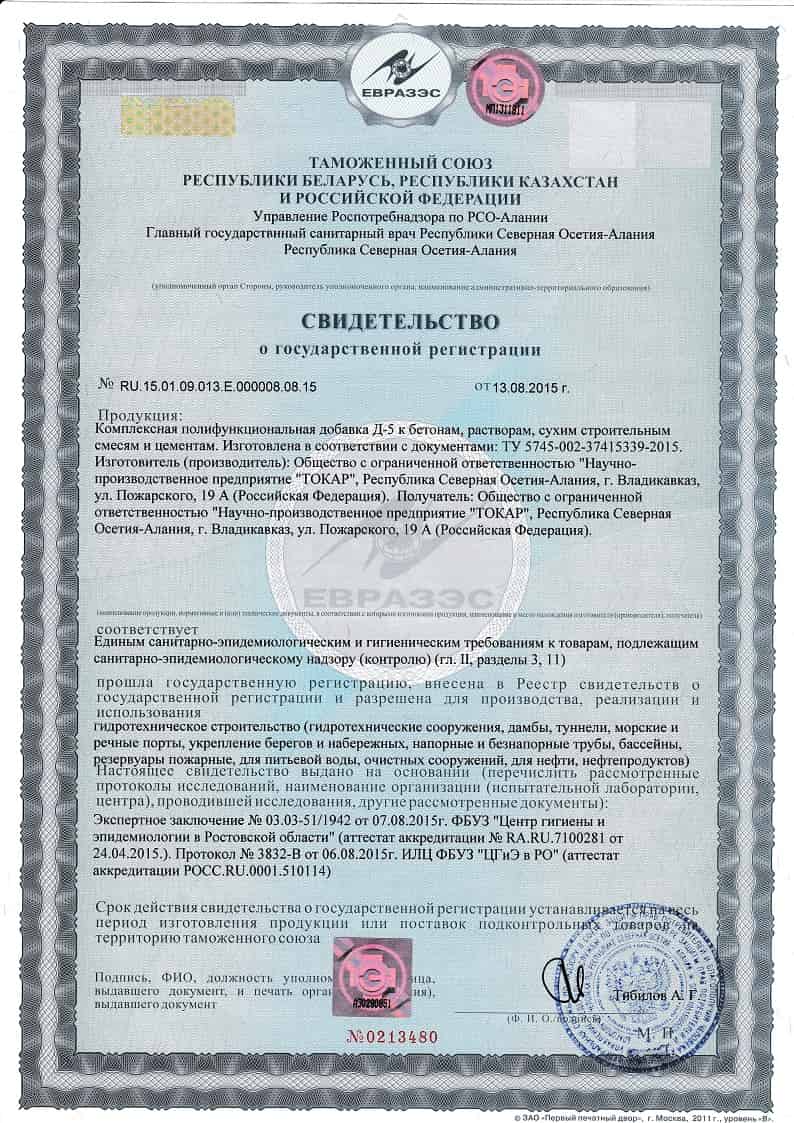 ЕВРАЗЭС
МП1311811
ТАМОЖЕННЫЙ СОЮЗ
РЕСПУБЛИКИ БЕЛАРУСЬ, РЕСПУБЛИКИ КАЗАХСТАН
И РОССИЙСКОЙ ФЕДЕРАЦИИ
Управление Роспотребнадзора по РСО-Алании
Главный государствиный санитарный врач Республики Северная Осетия-Алания
Республика Северная Осетия-Алания
(уполномоченный орган Стороны, руководитель уполномоченного органа, наименование административно-территориального образования)
СВИДЕТЕЛЬСТВО
о государственной регистрации
№ RU.15.01.09.013.Е.000008.08.15 от 13.08.2015 г.
Продукция:
Комплексная полифункциональная добавка Д-5 к бетонам, растворам, сухим строительным
смесям и цементам. Изготовлена в соответствии с документами: ТУ 5745-002-37415339-2015.
Изготовитель (производитель): Общество с ограниченной ответственностью "Научно-
производственное предприятие "ТОКАР", Республика Северная Осетия-Алания, г. Владикавказ,
ул. Пожарского, 19 А (Российская Федерация). Получатель: Общество с ограниченной
ответственностью "Научно-производственное предприятие "ТОКАР", Республика Северная
Осетия-Алания, г. Владикавказ, ул. Пожарского, 19 А (Российская Федерация).
ЕВРАЗЭС
(наименование продукции, нормативные и (или) технические документы, в соответствии с которыми изготовлена продукция, наименование и место нахождения изготовителя (производителя), получателя)
соответствует
Единым санитарно-эпидемиологическим и гигиеническим требованиям к товарам, подлежащим
санитарно-эпидемиологическому надзору (контролю) (гл. II, разделы 3, 11)
прошла государственную регистрацию, внесена в Реестр свидетельств о
государственной регистрации и разрешена для производства, реализации и
использования
гидротехническое строительство (гидротехнические сооружения, дамбы, туннели, морские и
речные порты, укрепление берегов и набережных, напорные и безнапорные трубы, бассейны,
резервуары пожарные, для питьевой воды, очистных сооружений, для нефти, нефтепродуктов)
Настоящее свидетельство выдано на основании (перечислить рассмотренные
протоколы исследований, наименование организации (испытательной лаборатории,
центра), проводившей исследования, другие рассмотренные документы):
Экспертное заключение № 03.03-51/1942 от 07.08.2015г. ФБУЗ "Центр гигиены и
эпидемиологии в Ростовской области" (аттестат аккредитации № RA.RU.7100281 от
24.04.2015.). Протокол № 3832-В от 06.08.2015г. ИЛЦ ФБУЗ "ЦГиЭ в РО" (аттестат
аккредитации РОСС.RU.0001.510114)
Срок действия свидетельства о государственной регистрации устанавливается на весь
период изготовления продукции или поставок подконтрольных товаров на
территорию таможенного союза
Подпись, ФИО, должность уполном ица,
выдавшего документ, и печать орган ия),
выдавшего документ
Тибилов А. Г.
(Ф. И. О./подпись)
М. П.
№0213480
© ЗАО «Первый печатный двор», г. Москва, 2011 г., уровень «В».